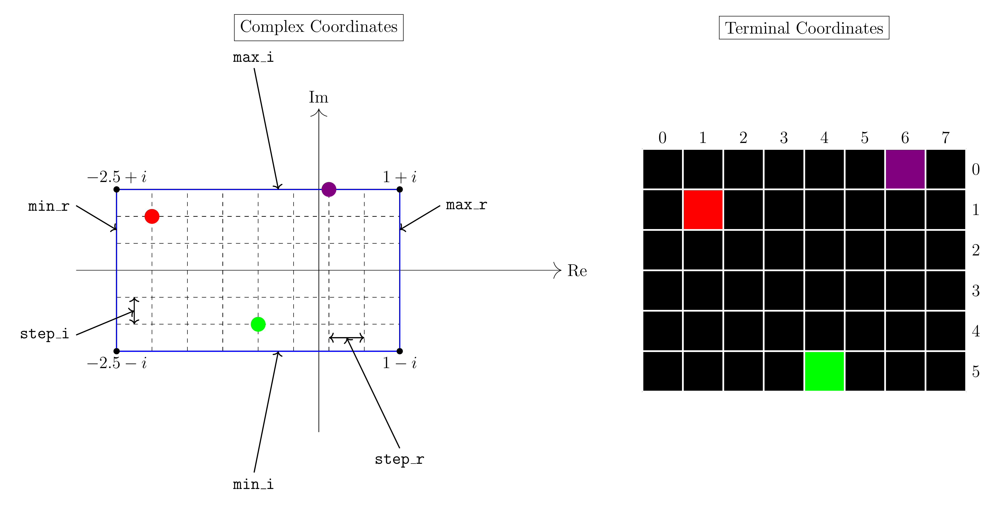 Complex Coordinates
Terminal Coordinates
max_i
Im
0 1 2 3 4 5 6 7
−2.5 + i
1 + i
0
min_r
max_r
1
2
Re
3
step_i
4
−2.5 − i
1 − i
5
step_r
min_i